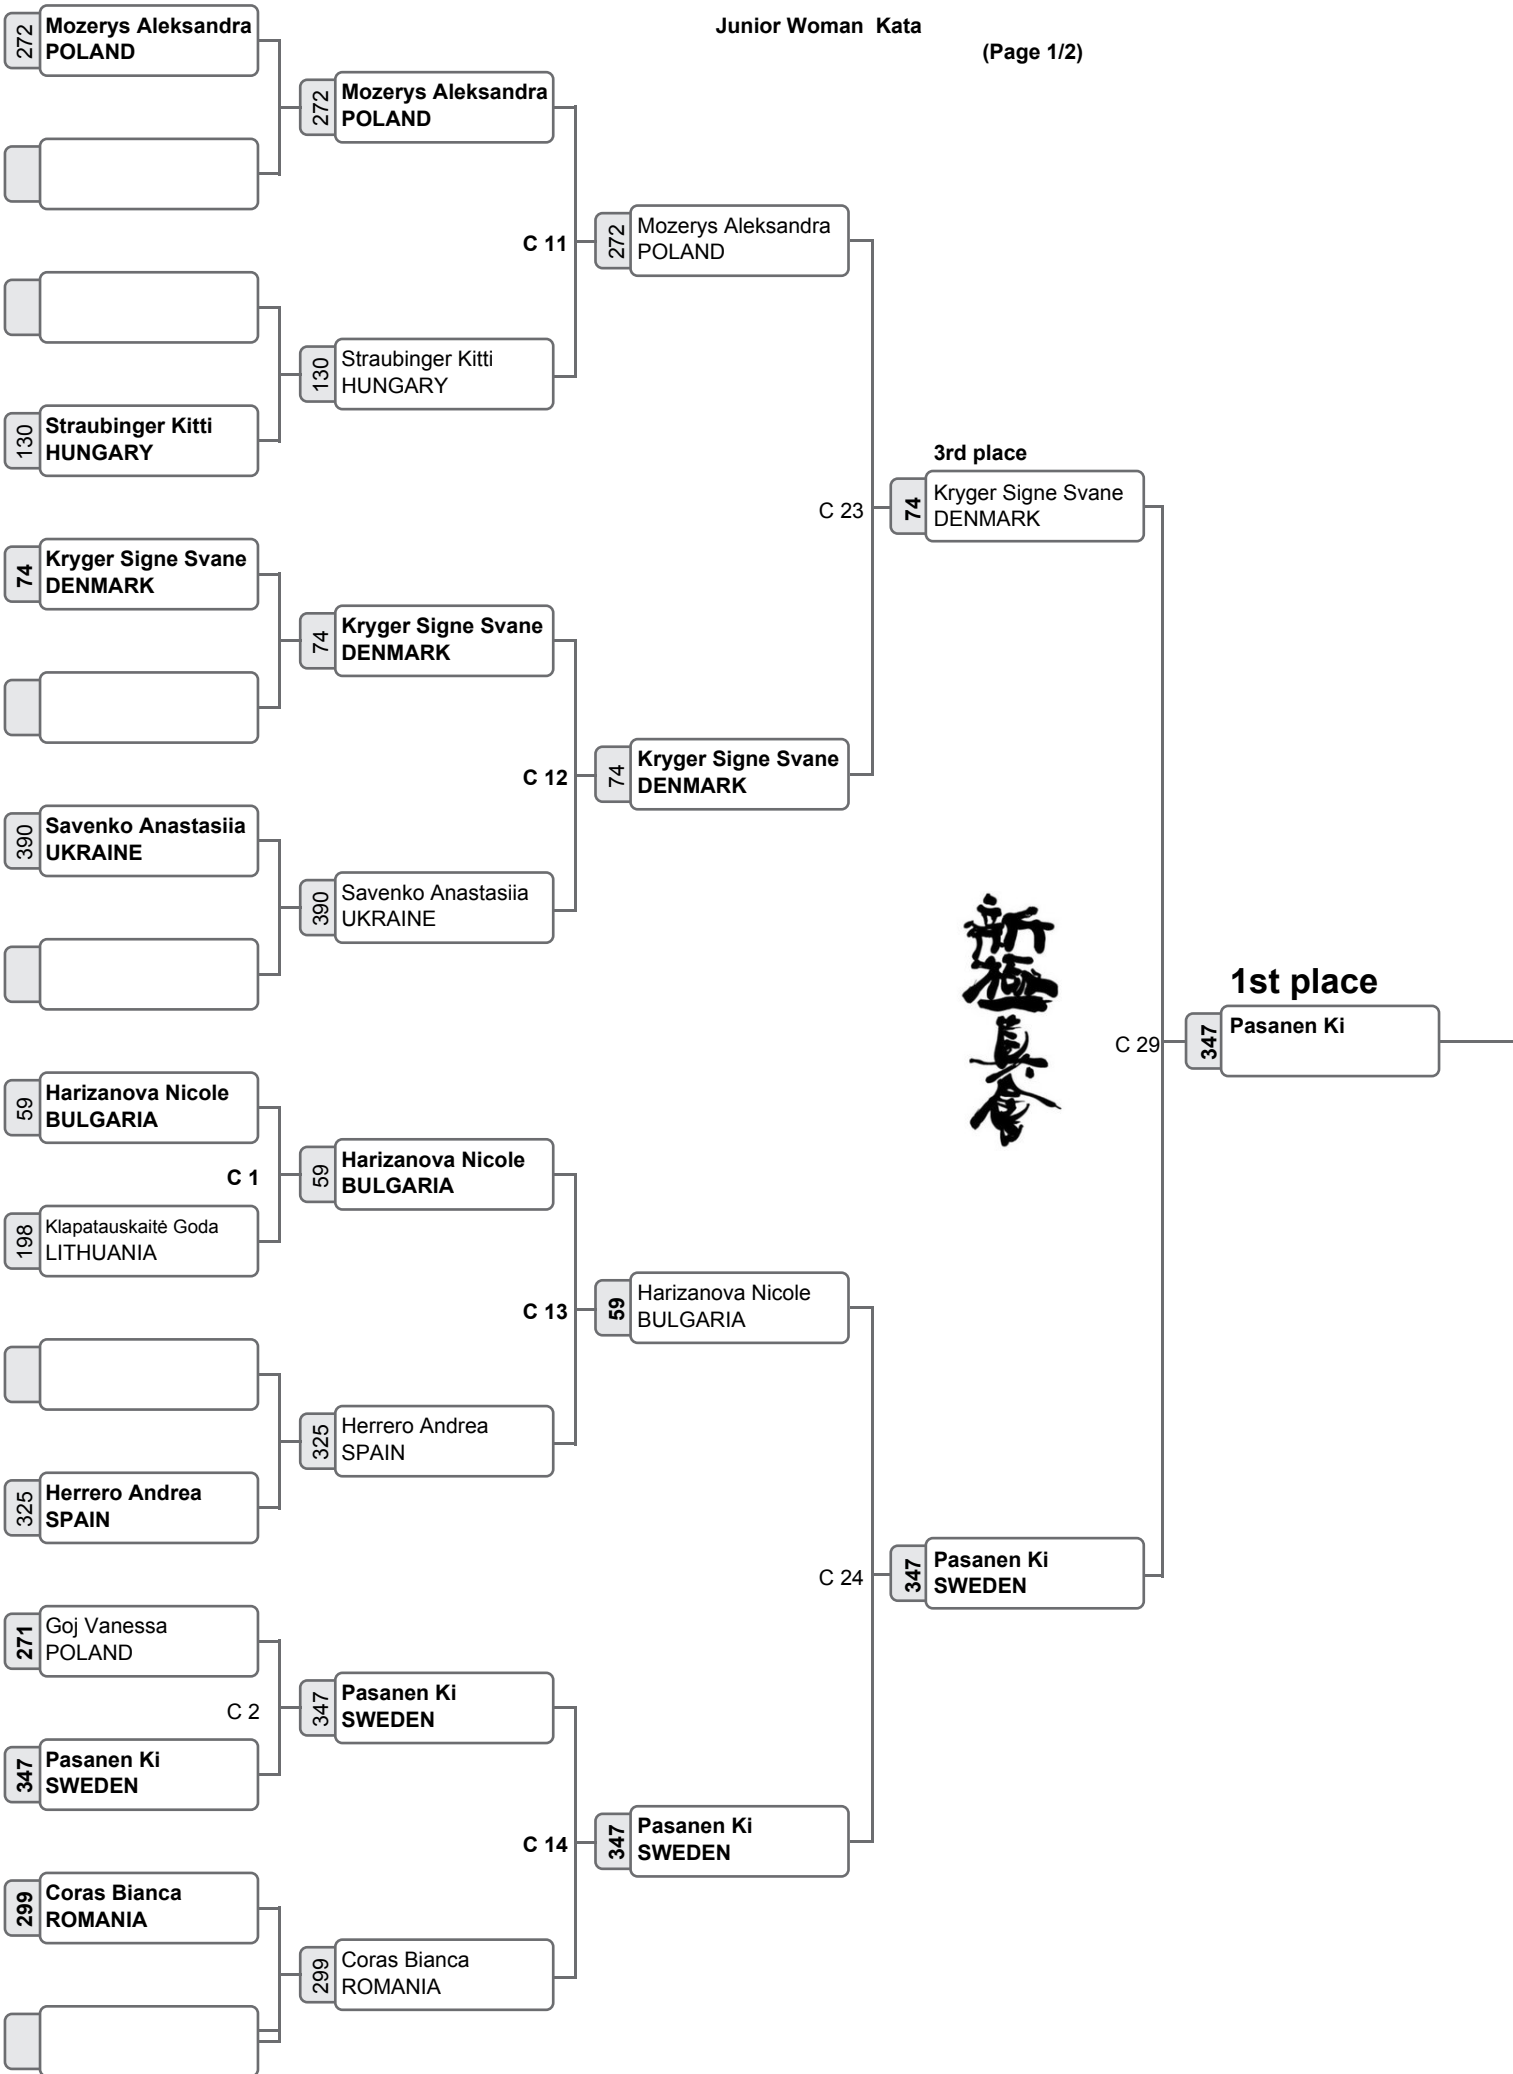 Junior Woman Kata
(Page 1/2)
272
Mozerys Aleksandra
POLAND
272
Mozerys Aleksandra
POLAND
C 11
272
Mozerys Aleksandra
POLAND
130
Straubinger Kitti
HUNGARY
130
Straubinger Kitti
HUNGARY
C 23
3rd place
74
Kryger Signe Svane
DENMARK
74
Kryger Signe Svane
DENMARK
74
Kryger Signe Svane
DENMARK
C 12
74
Kryger Signe Svane
DENMARK
390
Savenko Anastasiia
UKRAINE
390
Savenko Anastasiia
UKRAINE
新
極
真
會
C 29
1st place
347
Pasanen Ki
59
Harizanova Nicole
BULGARIA
C 1
59
Harizanova Nicole
BULGARIA
198
Klapatauskaitė Goda
LITHUANIA
C 13
59
Harizanova Nicole
BULGARIA
325
Herrero Andrea
SPAIN
325
Herrero Andrea
SPAIN
C 24
347
Pasanen Ki
SWEDEN
271
Goj Vanessa
POLAND
C 2
347
Pasanen Ki
SWEDEN
347
Pasanen Ki
SWEDEN
C 14
347
Pasanen Ki
SWEDEN
299
Coras Bianca
ROMANIA
299
Coras Bianca
ROMANIA